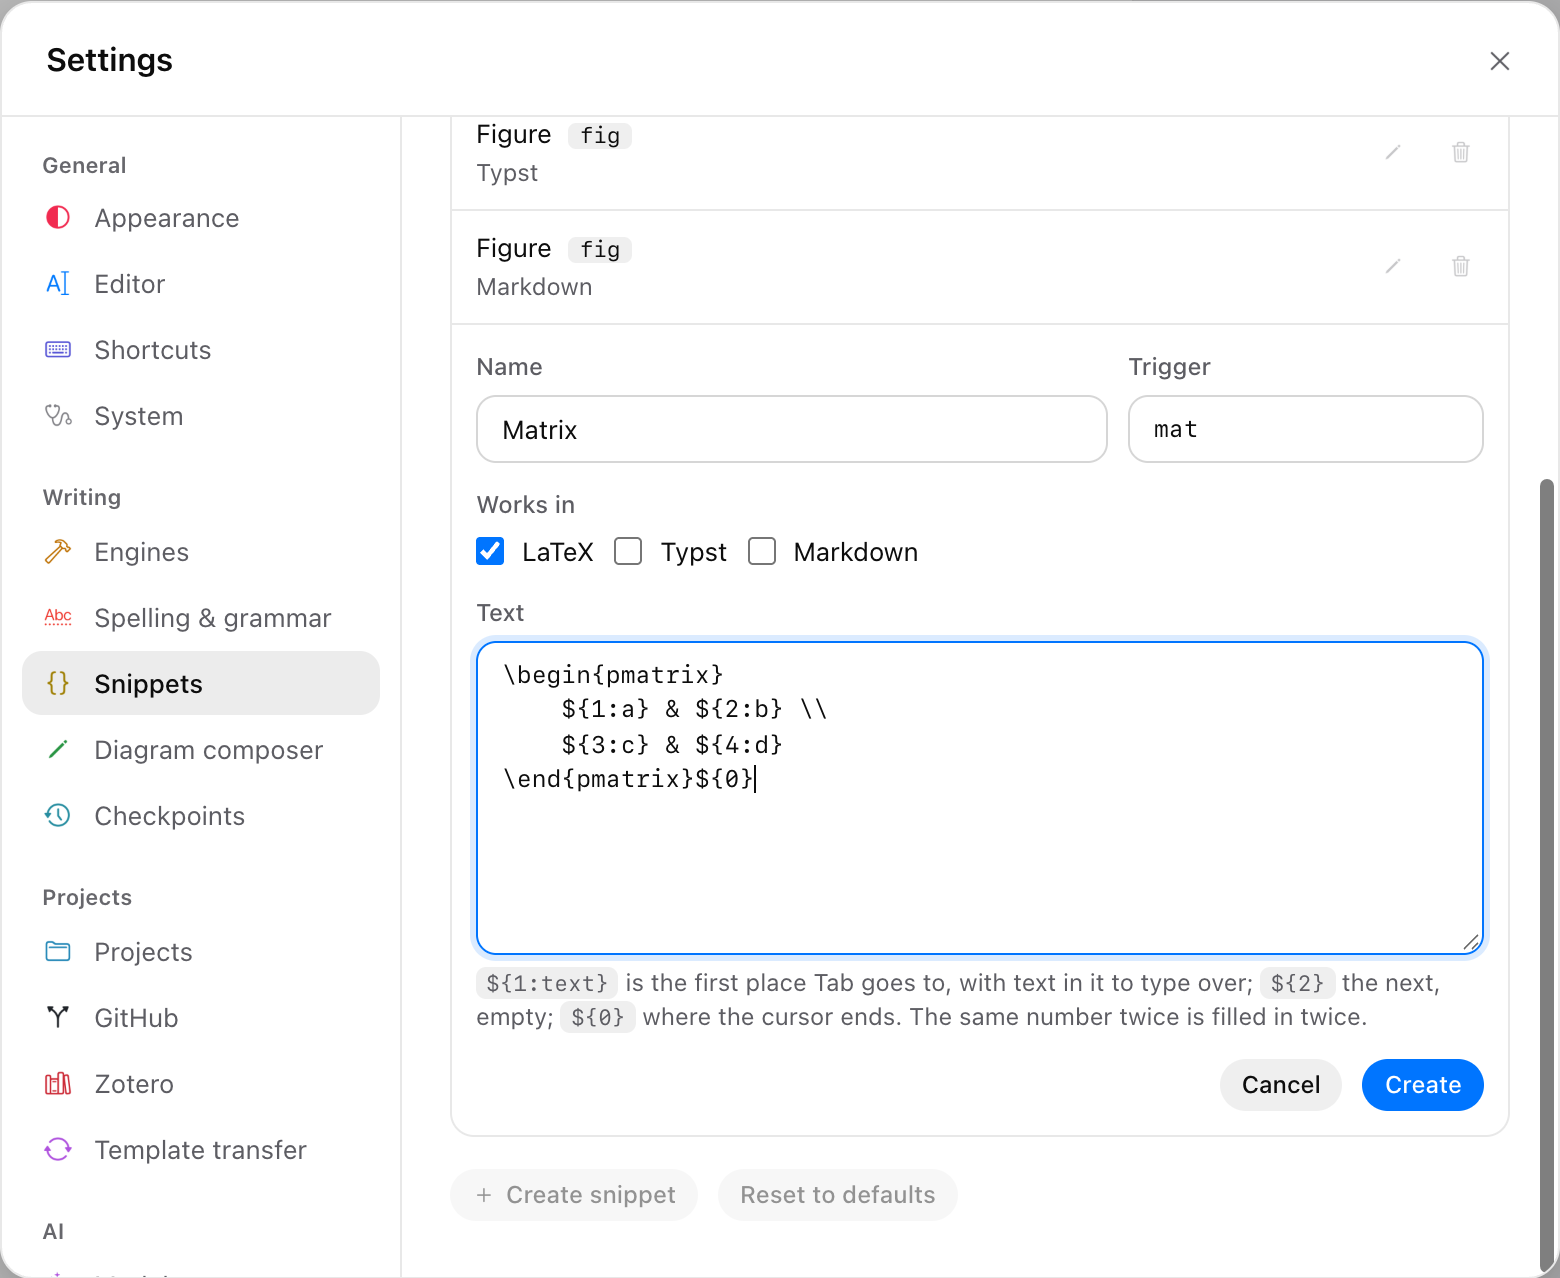 Settings
General
Appearance
Editor
Shortcuts
System
Writing
Engines
Abc
Spelling & grammar
Snippets
Diagram composer
Checkpoints
Projects
Projects
GitHub
Zotero
Template transfer
AI
Figure fig
Typst
Figure fig
Markdown
Name
Trigger
Matrix
mat
Works in
LaTeX Typst Markdown
Text
\begin{pmatrix}
    ${1:a} & ${2:b} \\
    ${3:c} & ${4:d}
\end{pmatrix}${0}
${1:text} is the first place Tab goes to, with text in it to type over; ${2} the next,
empty; ${0} where the cursor ends. The same number twice is filled in twice.
Cancel Create
+ Create snippet Reset to defaults